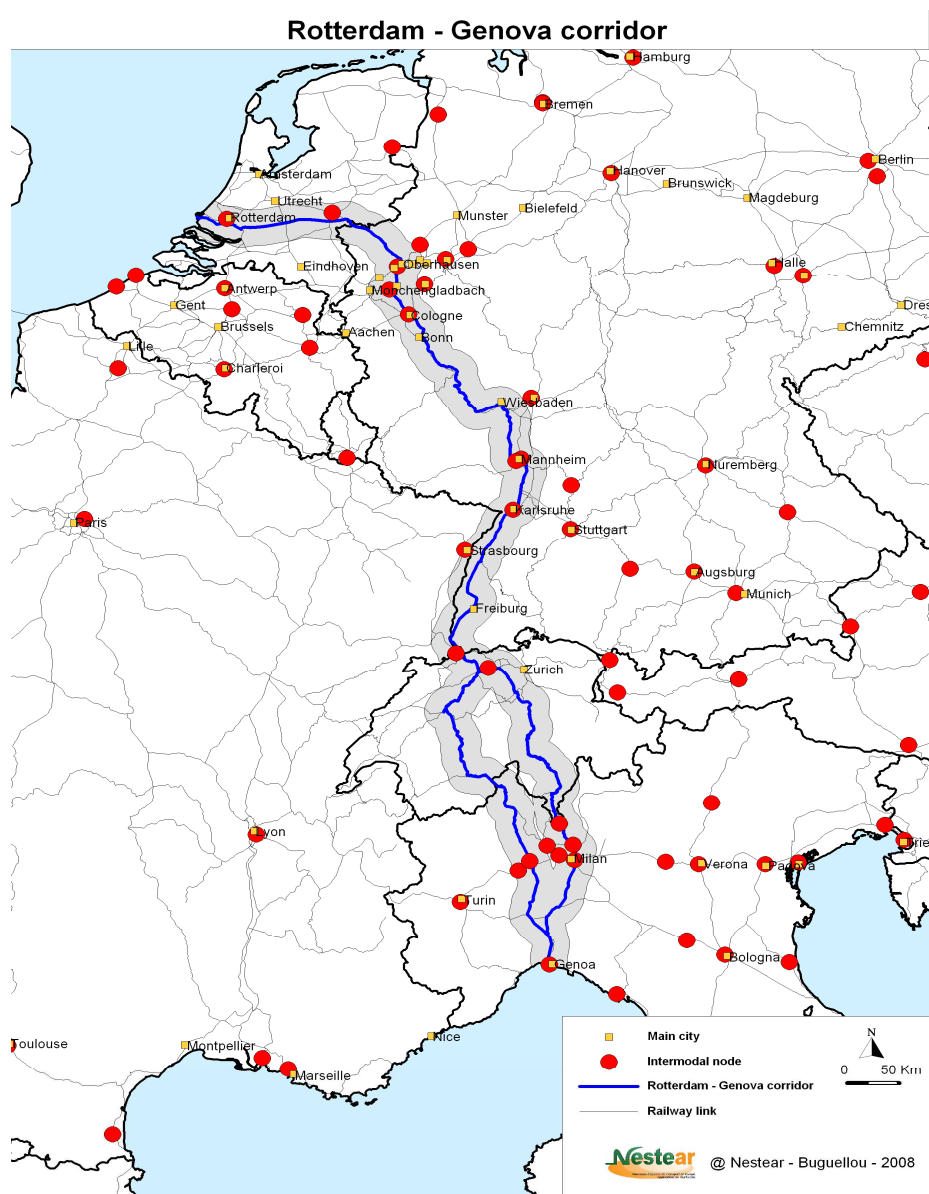 Rotterdam - Genova corridor
Hamburg
Bremen
Berlin
Hanover
Amsterdam
Brunswick
Magdeburg
Utrecht
Bielefeld
Munster
Rotterdam
Eindhoven
Oberhausen
Halle
Antwerp
Monchengladbach
Gent
Dres
Cologne
Brussels
Aachen
Bonn
Chemnitz
Lille
Charleroi
Wiesbaden
Mannheim
Nuremberg
Karlsruhe
Paris
Stuttgart
Strasbourg
Augsburg
Munich
Freiburg
Zurich
Lyon
Trie
Milan
Verona
Padova
Turin
Bologna
Genoa
Nice
Toulouse
Montpellier
Marseille
Main city
N
Intermodal node
0 50 Km
Rotterdam - Genova corridor
Railway link
Nestear
@ Nestear - Buguellou - 2008